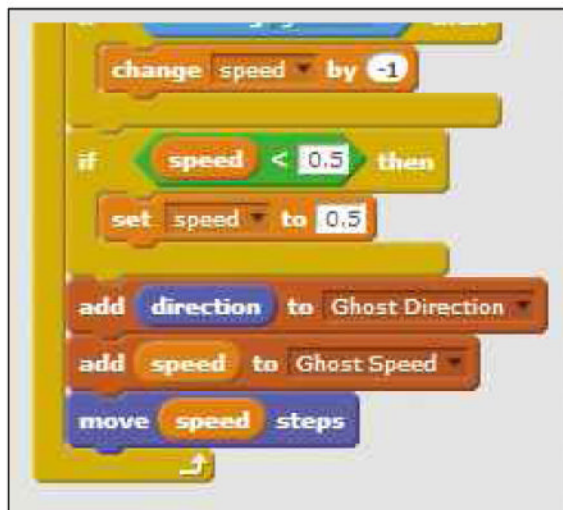 change speed by -1
if speed < 0.5 then
set speed to 0.5
add direction to Ghost Direction
add speed to Ghost Speed
move speed steps